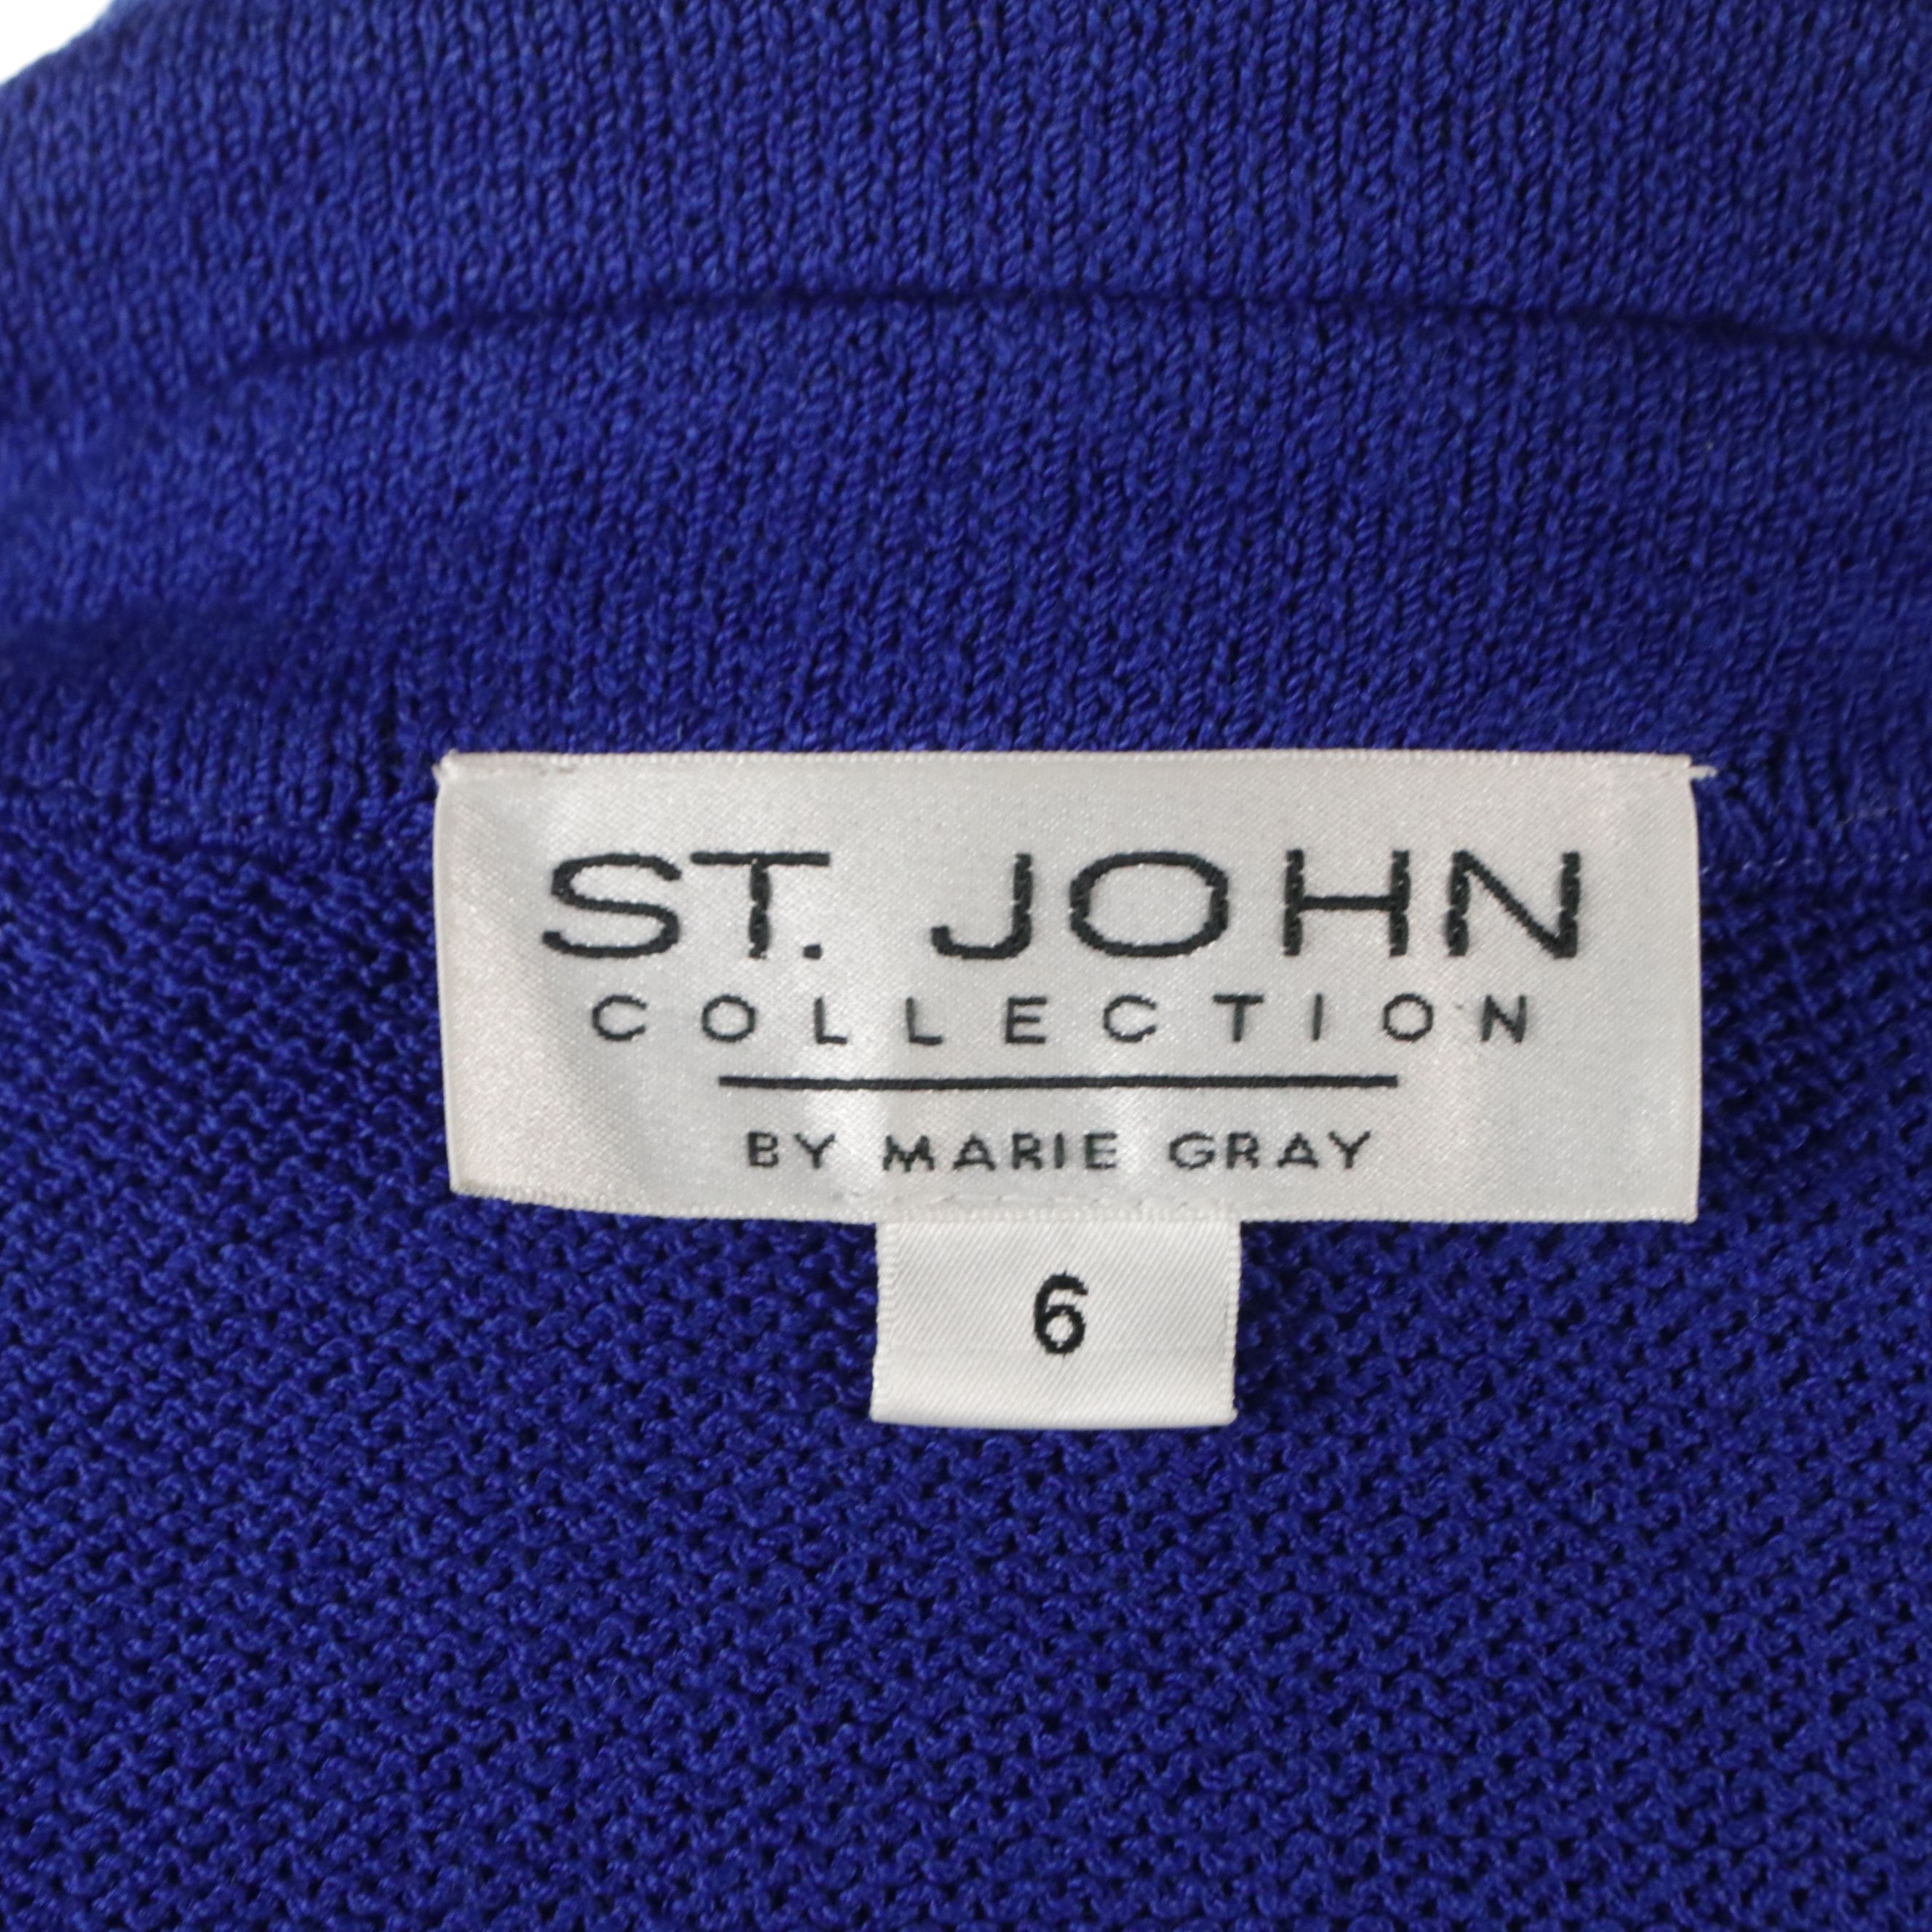 ST. JOHN
COLLECTION
BY MARIE GRAY
6